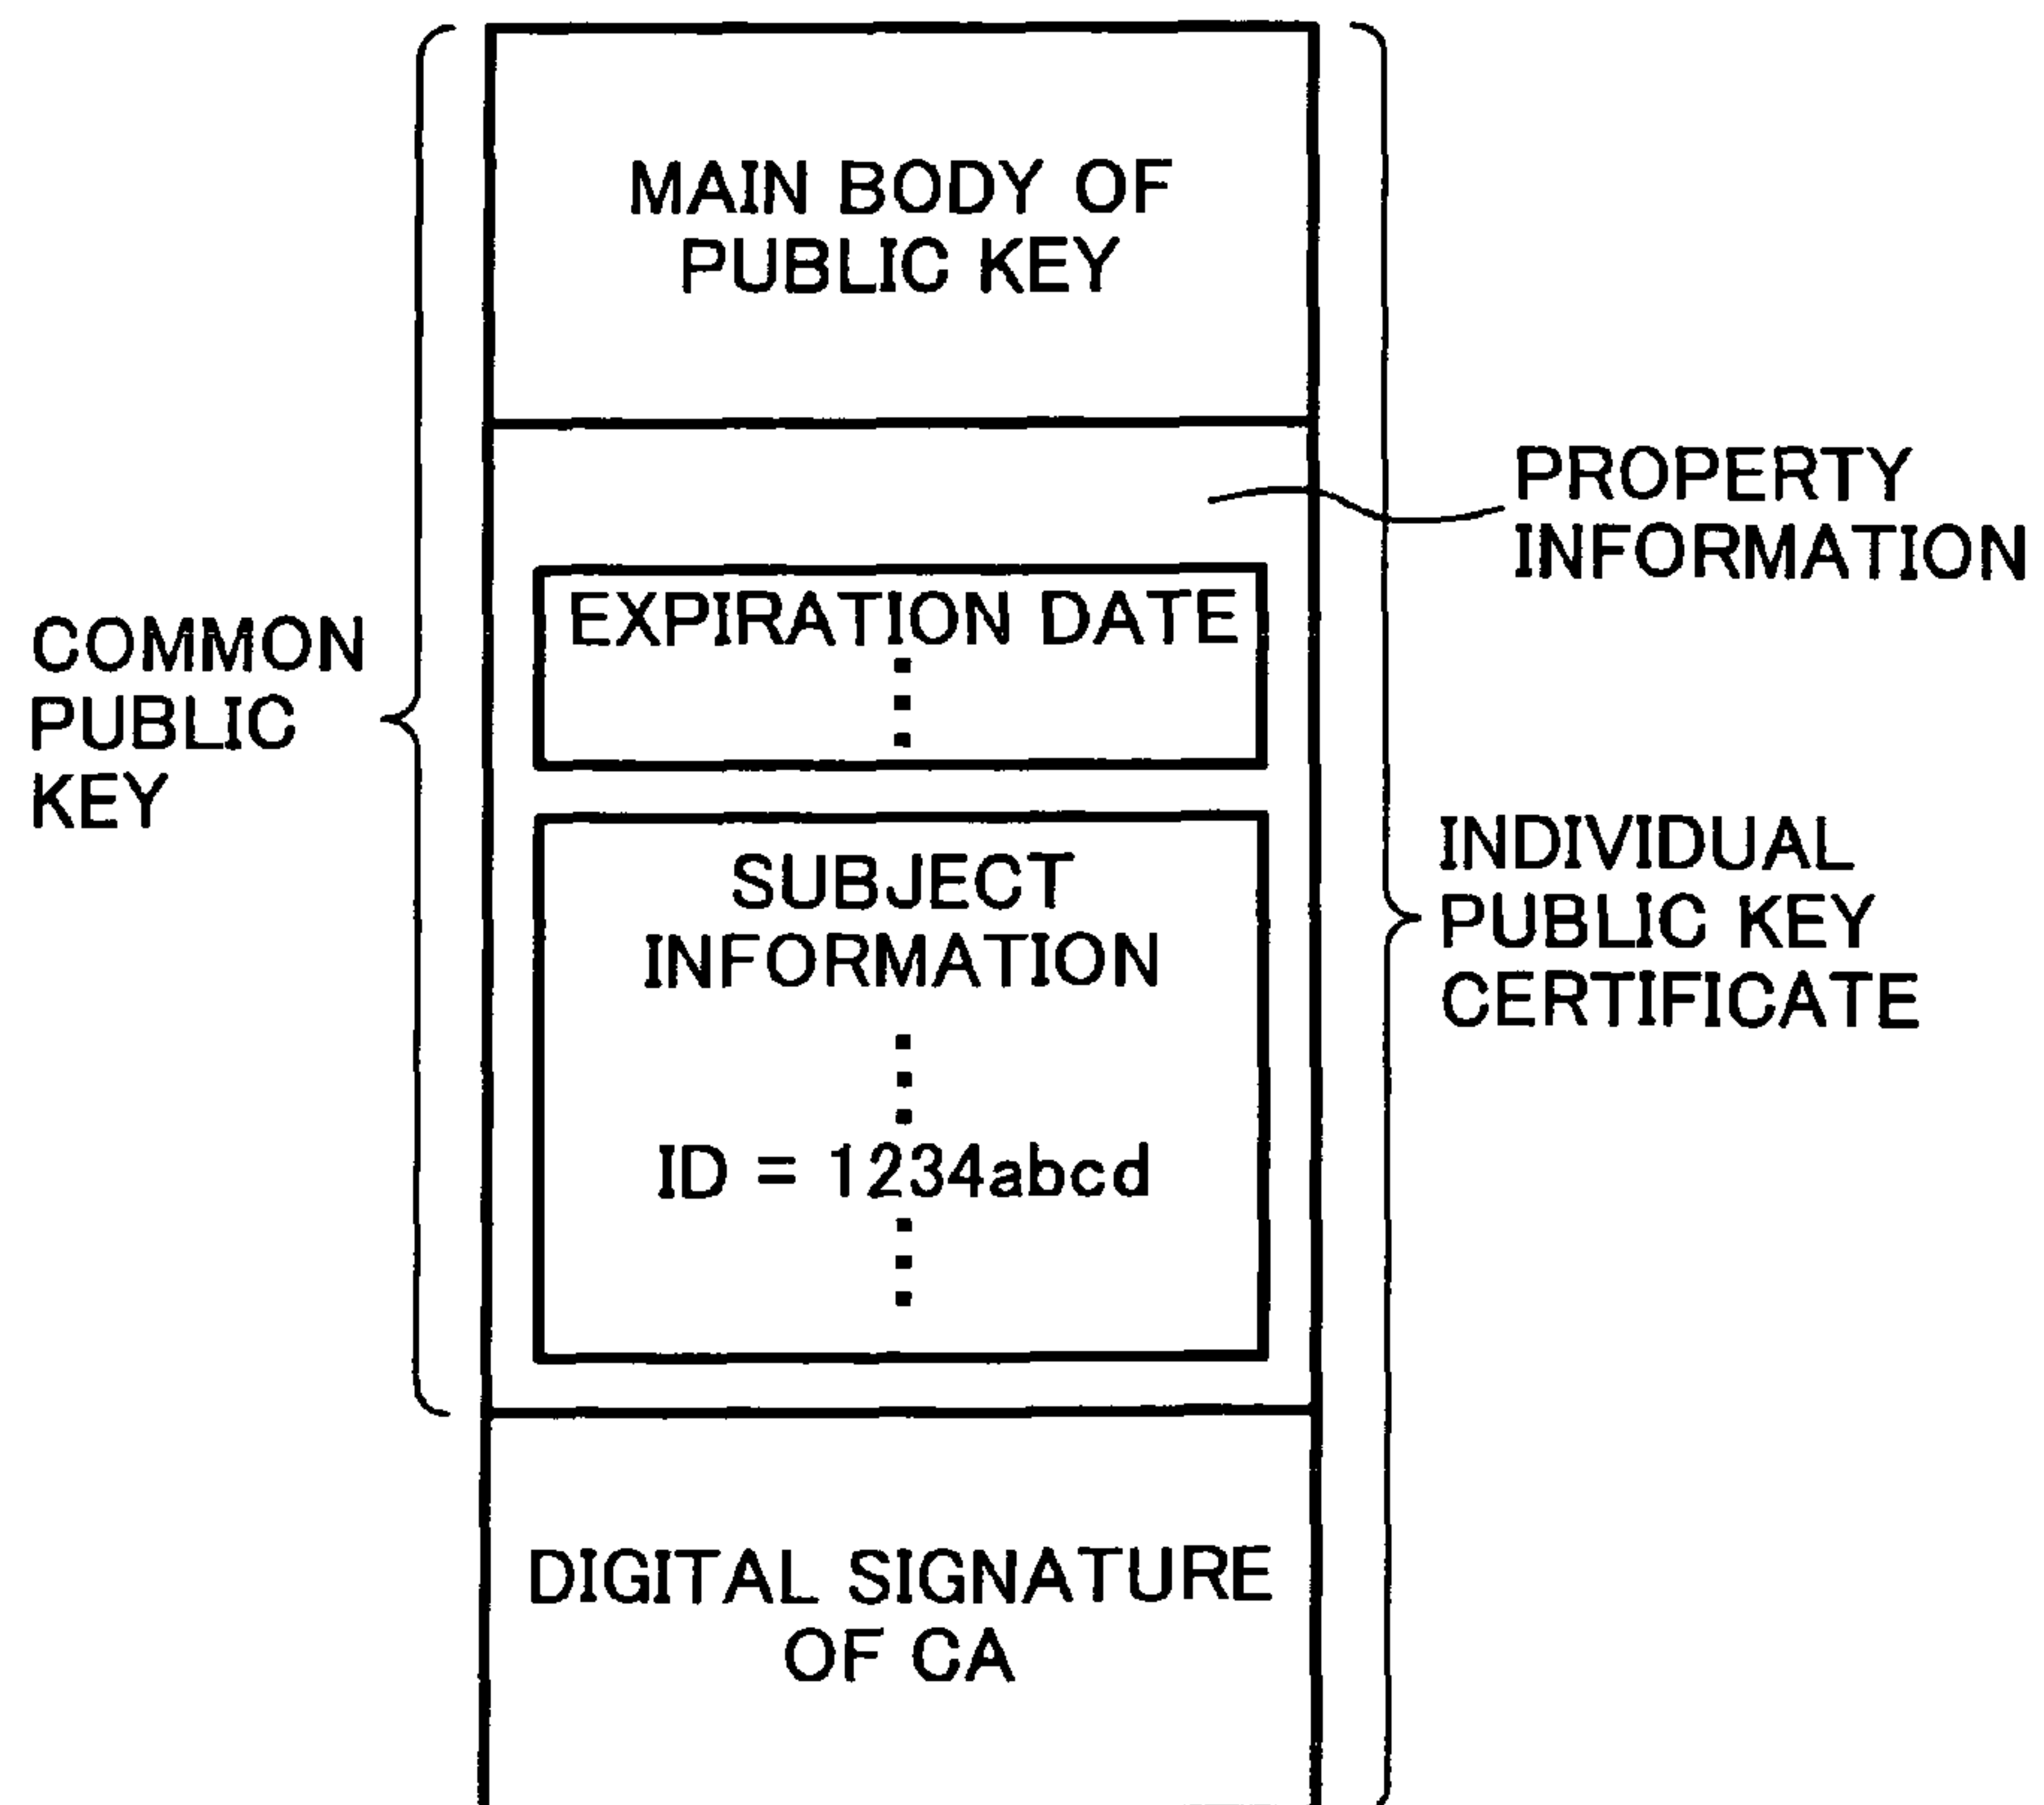 MAIN BODY OF
PUBLIC KEY
PROPERTY
INFORMATION
EXPIRATION DATE
COMMON
PUBLIC
KEY
SUBJECT
INFORMATION
ID = 1234abcd
INDIVIDUAL
PUBLIC KEY
CERTIFICATE
DIGITAL SIGNATURE
OF CA